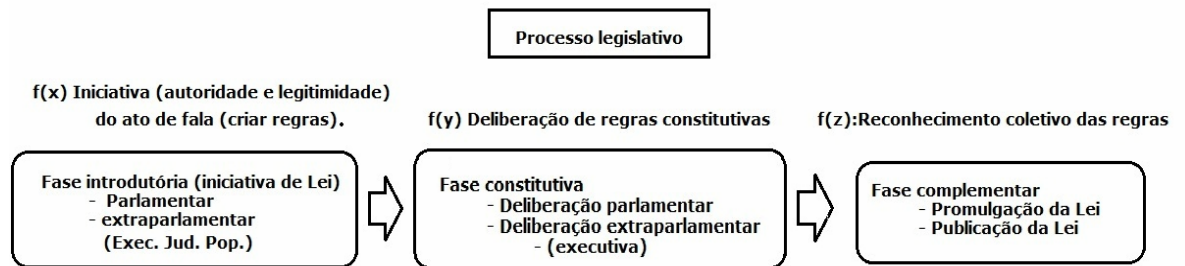 Processo legislativo
f(x) Iniciativa (autoridade e legitimidade)
do ato de fala (criar regras).
f(y) Deliberação de regras constitutivas
f(z):Reconhecimento coletivo das regras
Fase introdutória (iniciativa de Lei)
- Parlamentar
- extraparlamentar
(Exec. Jud. Pop.)
Fase constitutiva
- Deliberação parlamentar
- Deliberação extraparlamentar
- (executiva)
Fase complementar
- Promulgação da Lei
- Publicação da Lei